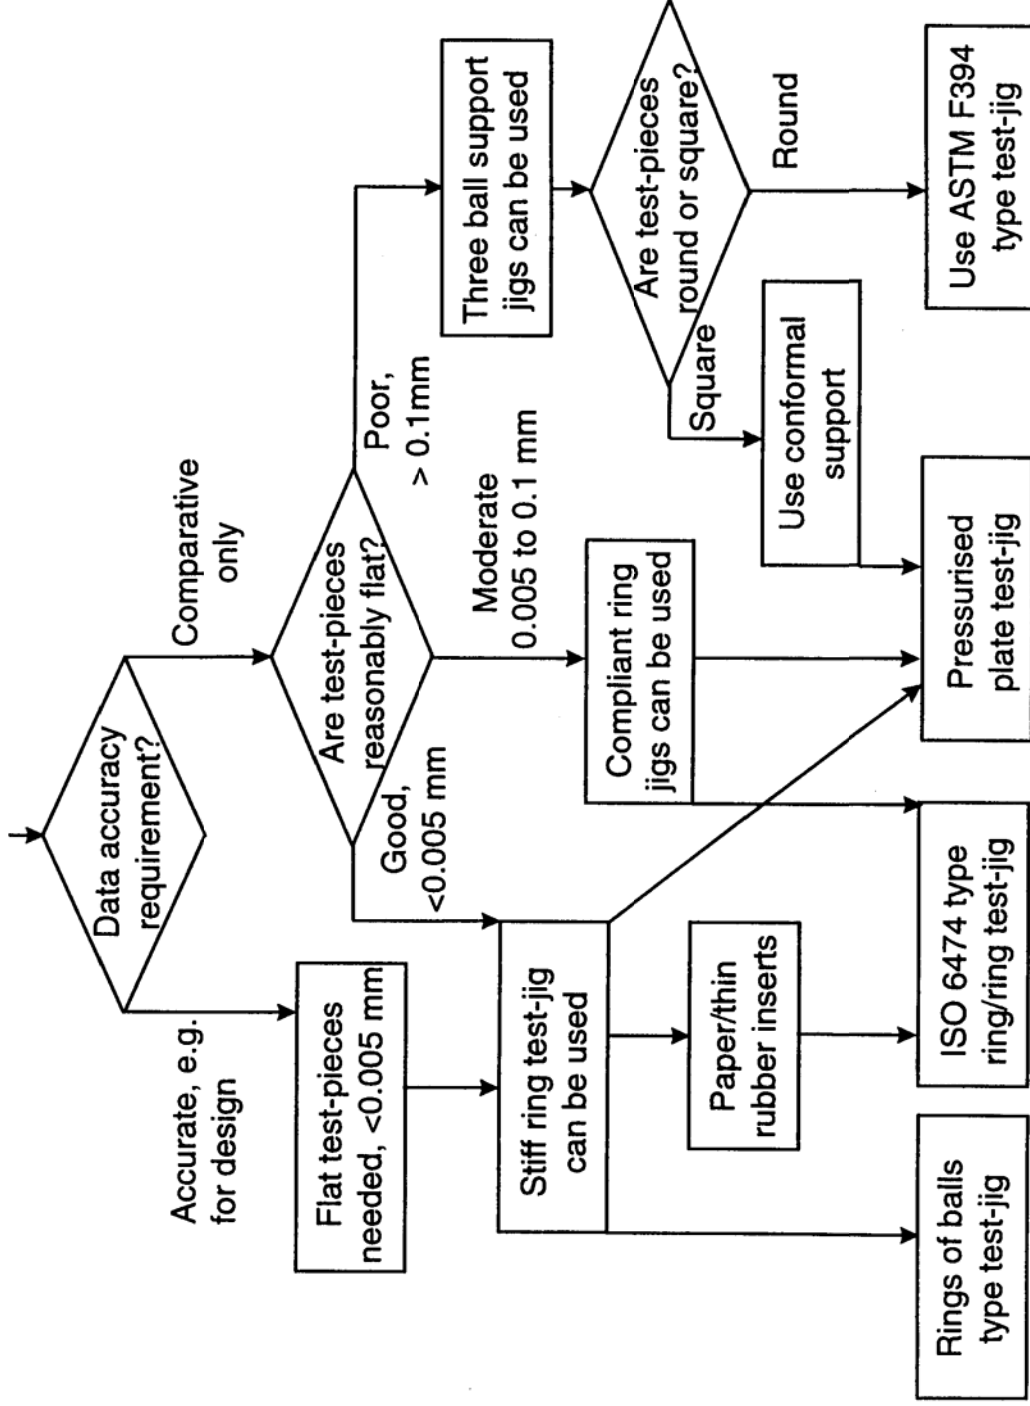 Data accuracy
requirement?
Accurate, e.g.
for design
Comparative
only
Flat test-pieces
needed, <0.005 mm
Are test-pieces
reasonably flat?
Good,
<0.005 mm
Moderate
0.005 to 0.1 mm
Poor,
> 0.1mm
Three ball support
jigs can be used
Stiff ring test-jig
can be used
Compliant ring
jigs can be used
Are test-pieces
round or square?
Square
Round
Paper/thin
rubber inserts
Use conformal
support
Rings of balls
type test-jig
ISO 6474 type
ring/ring test-jig
Pressurised
plate test-jig
Use ASTM F394
type test-jig